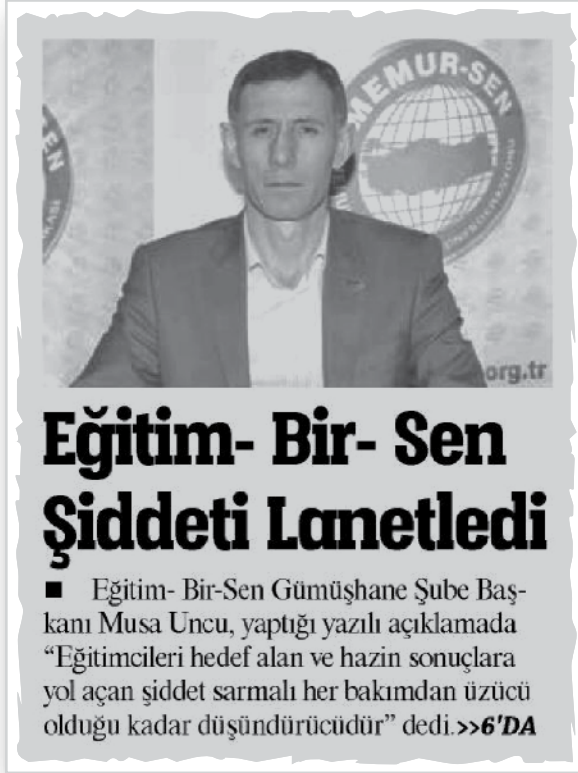 MEMUR-SEN
EN
org.tr
Eğitim- Bir- Sen
Şiddeti Lanetledi
■ Eğitim- Bir-Sen Gümüşhane Şube Baş-
kanı Musa Uncu, yaptığı yazılı açıklamada
“Eğitimcileri hedef alan ve hazin sonuçlara
yol açan şiddet sarmalı her bakımdan üzücü
olduğu kadar düşündürücüdür” dedi.>>6'DA